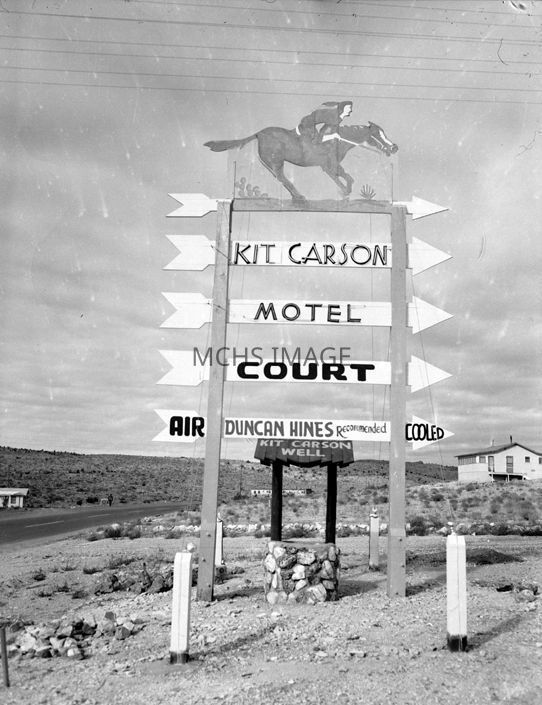 KIT CARSON
MOTEL
MCHS IMAGE
COURT
AIR DUNCAN HINES Recommended COOLED
KIT CARSON
WELL